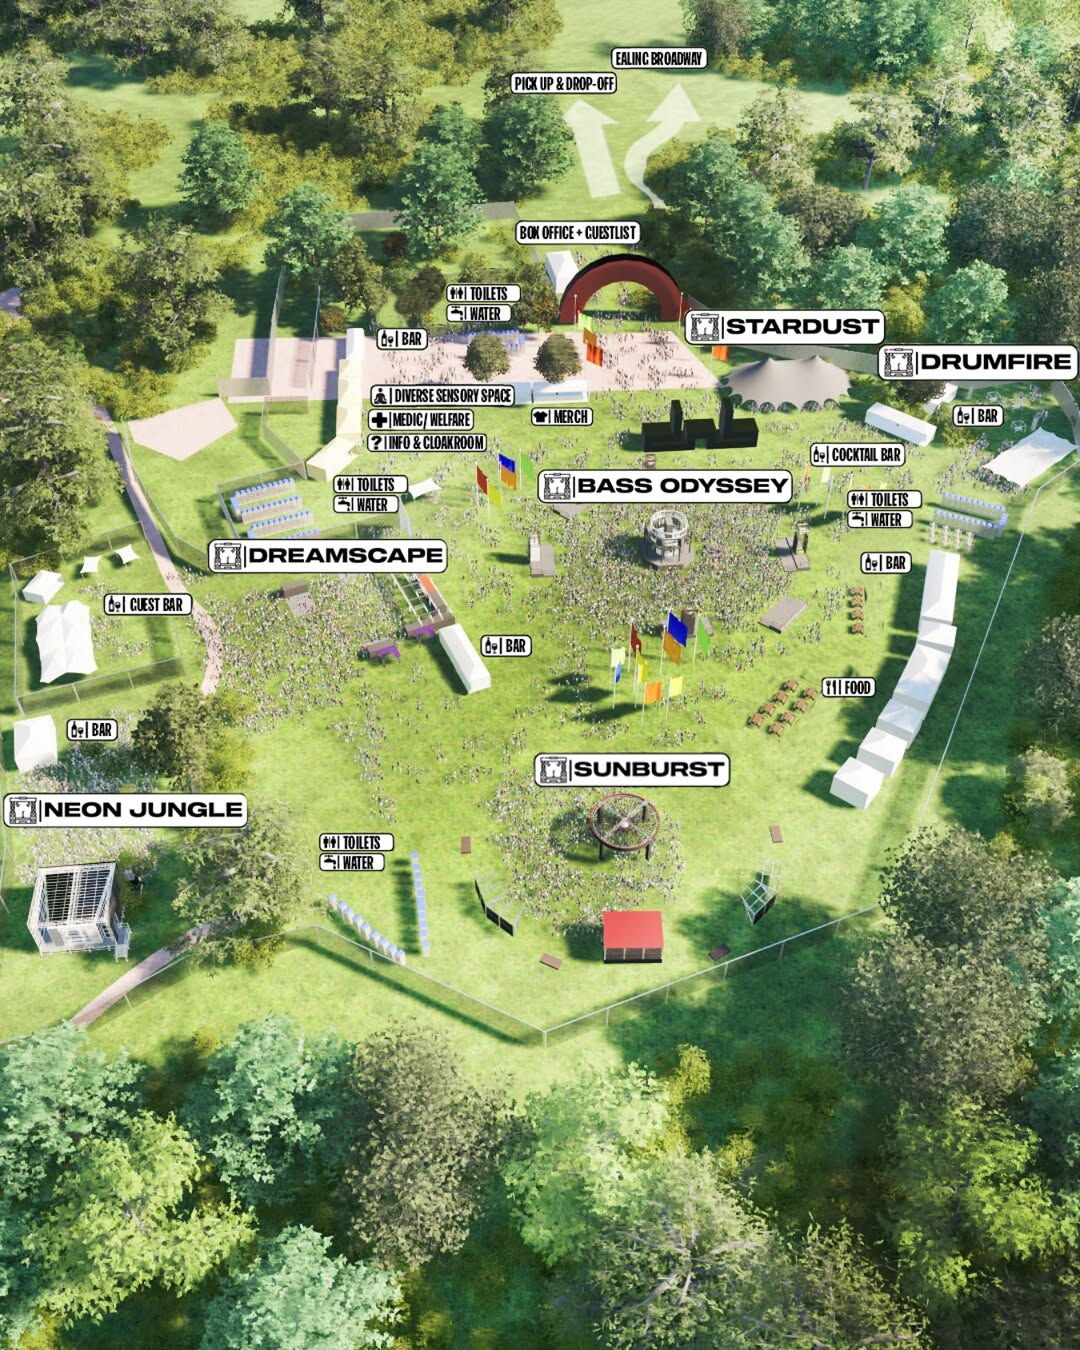 EALING BROADWAY
PICK UP & DROP-OFF
BOX OFFICE + GUESTLIST
TOILETS
WATER
BAR
STARDUST
DRUMFIRE
DIVERSE SENSORY SPACE
MEDIC/ WELFARE
INFO & CLOAKROOM
MERCH
BAR
COCKTAIL BAR
TOILETS
WATER
BASS ODYSSEY
TOILETS
WATER
DREAMSCAPE
BAR
GUEST BAR
BAR
FOOD
BAR
SUNBURST
NEON JUNGLE
TOILETS
WATER